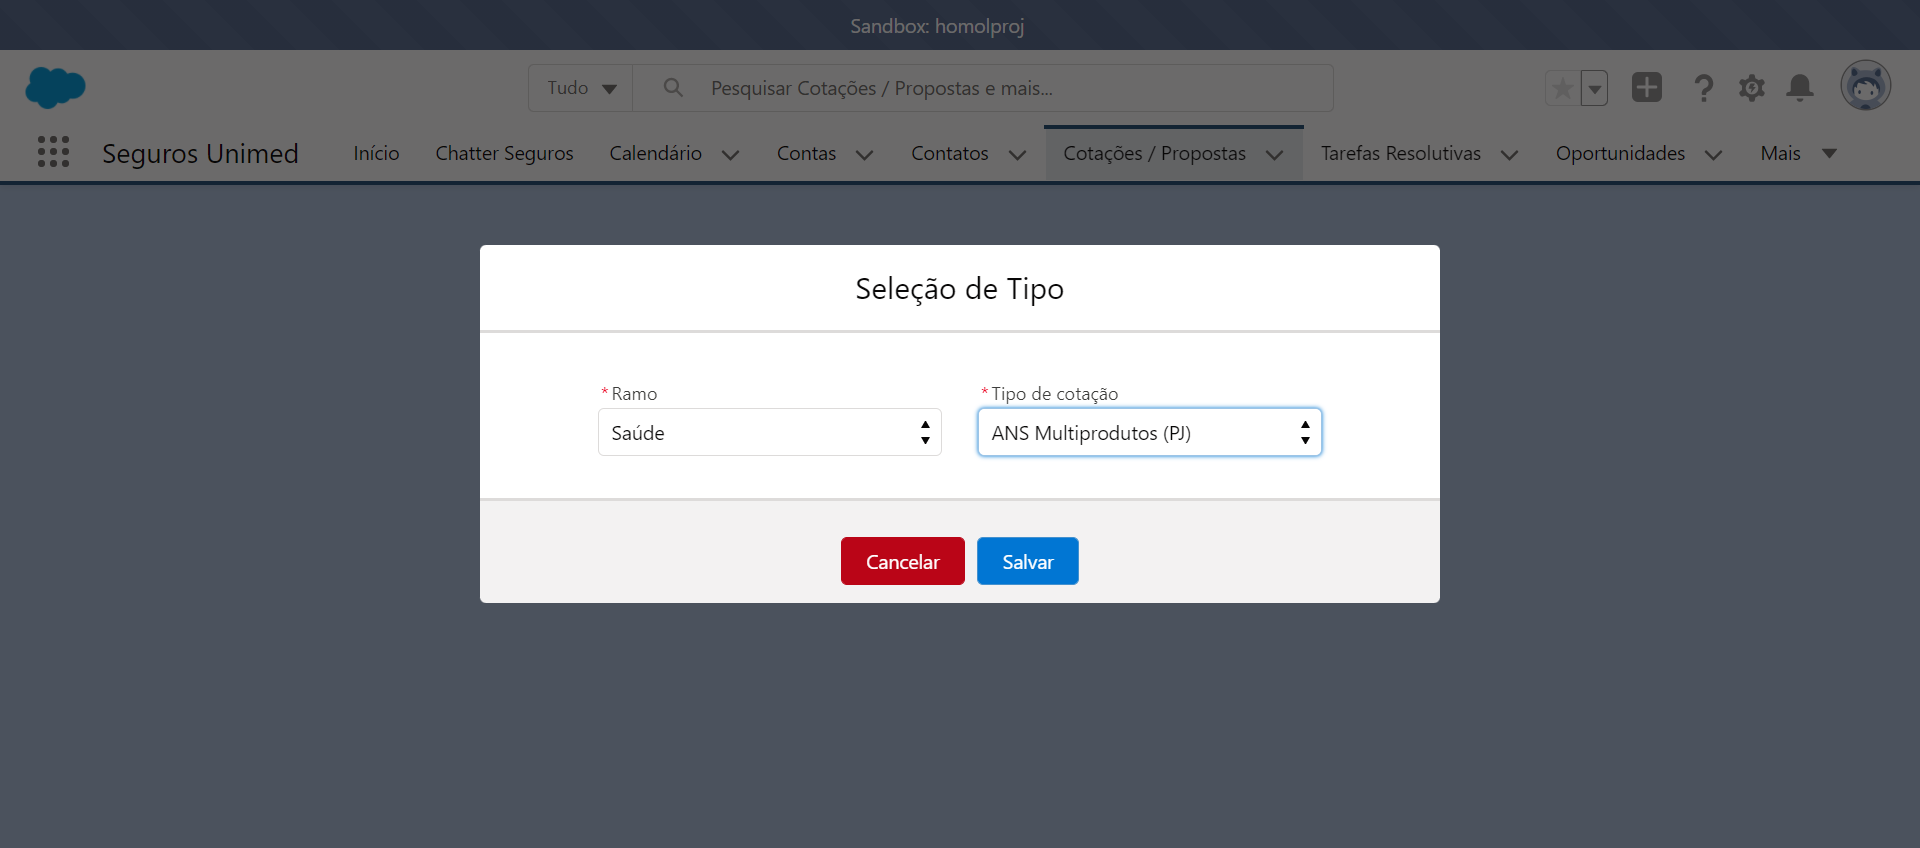 Sandbox: homolproj
Tudo
Pesquisar Cotações / Propostas e mais...
Seguros Unimed
Início
Chatter Seguros
Calendário
Contas
Contatos
Cotações / Propostas
Tarefas Resolutivas
Oportunidades
Mais
Seleção de Tipo
*Ramo
*Tipo de cotação
Saúde
ANS Multiprodutos (PJ)
Cancelar
Salvar